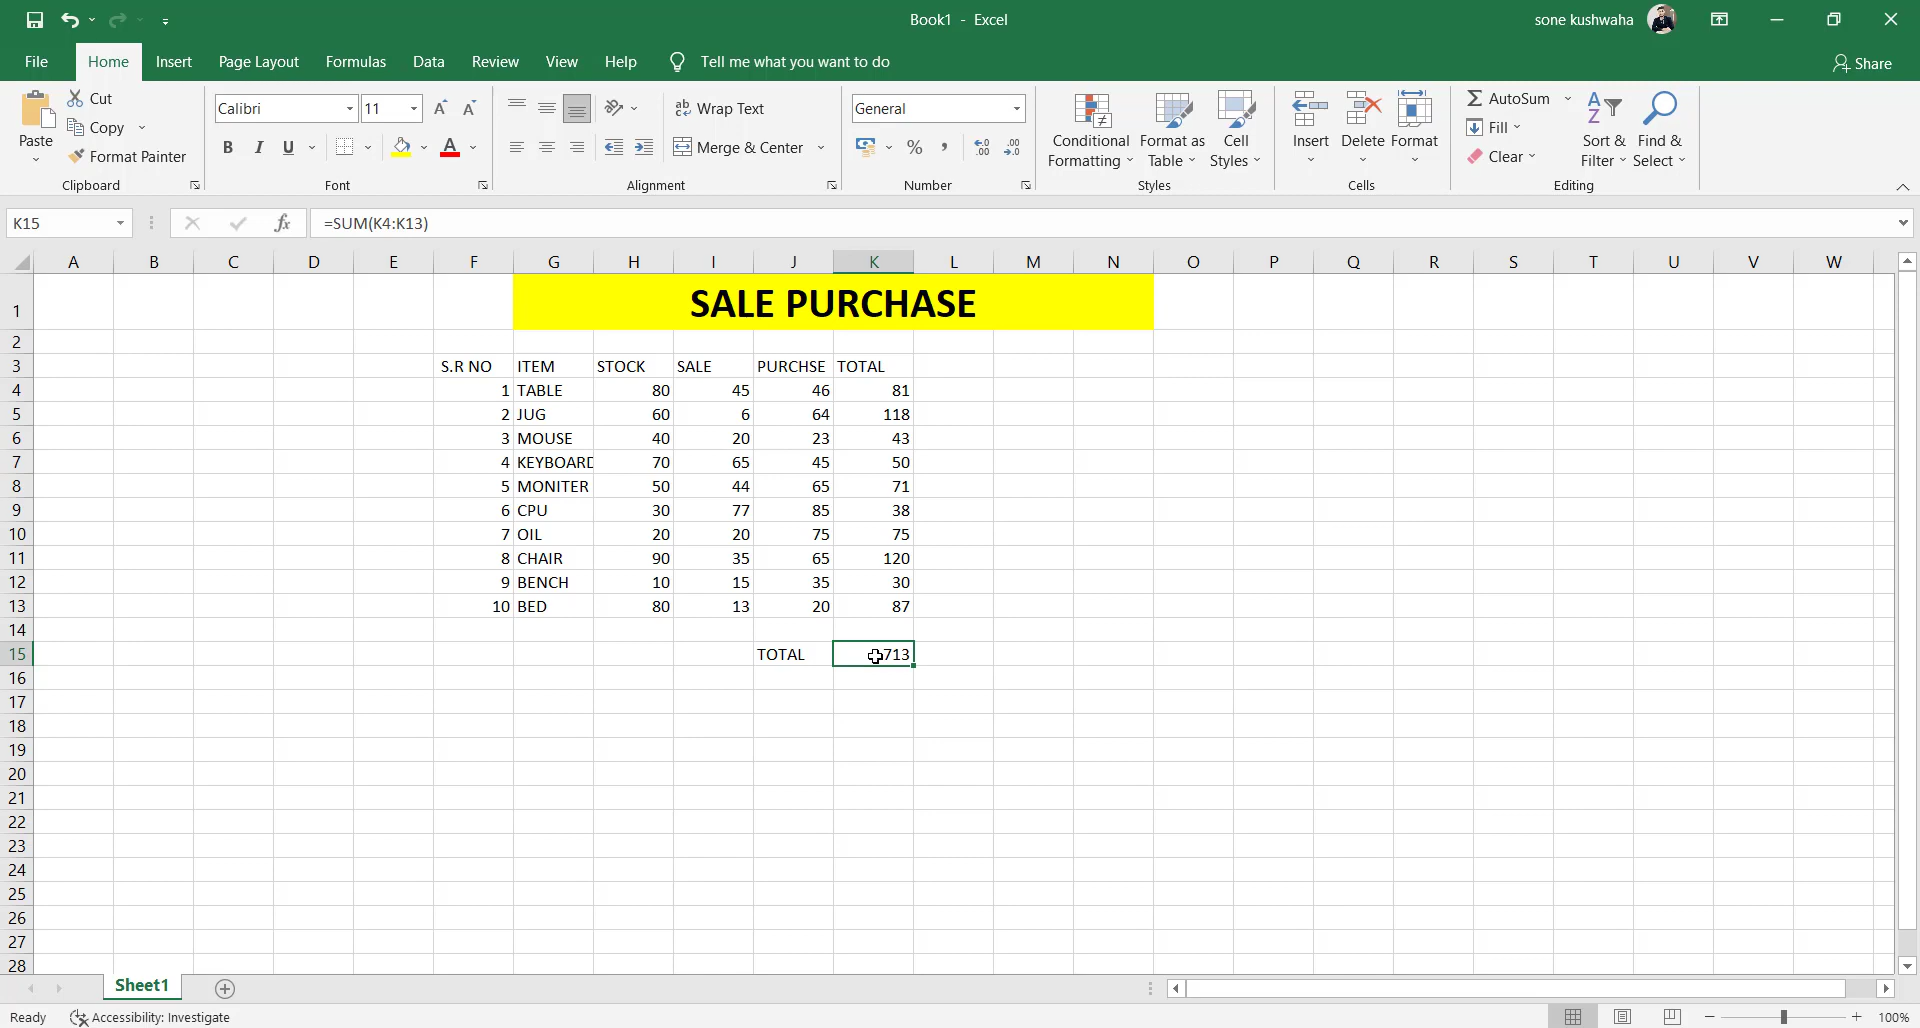 Book1 - Excel
sone kushwaha
File Home Insert Page Layout Formulas Data Review View Help Tell me what you want to do
Share
Paste
Cut
Copy
Format Painter
Clipboard
Calibri 11
B I U A
Font
Wrap Text
Merge & Center
Alignment
General
Number
Conditional Formatting
Format as Table
Cell Styles
Styles
Insert Delete Format
Cells
AutoSum
Fill
Clear
Sort & Filter
Find & Select
Editing
K15 fx =SUM(K4:K13)
A B C D E F G H I J K L M N O P Q R S T U V W
1 SALE PURCHASE
2
3 S.R NO ITEM STOCK SALE PURCHSE TOTAL
4 1 TABLE 80 45 46 81
5 2 JUG 60 6 64 118
6 3 MOUSE 40 20 23 43
7 4 KEYBOARD 70 65 45 50
8 5 MONITER 50 44 65 71
9 6 CPU 30 77 85 38
10 7 OIL 20 20 75 75
11 8 CHAIR 90 35 65 120
12 9 BENCH 10 15 35 30
13 10 BED 80 13 20 87
14
15 TOTAL 713
16
17
18
19
20
21
22
23
24
25
26
27
28
Sheet1
Ready Accessibility: Investigate 100%